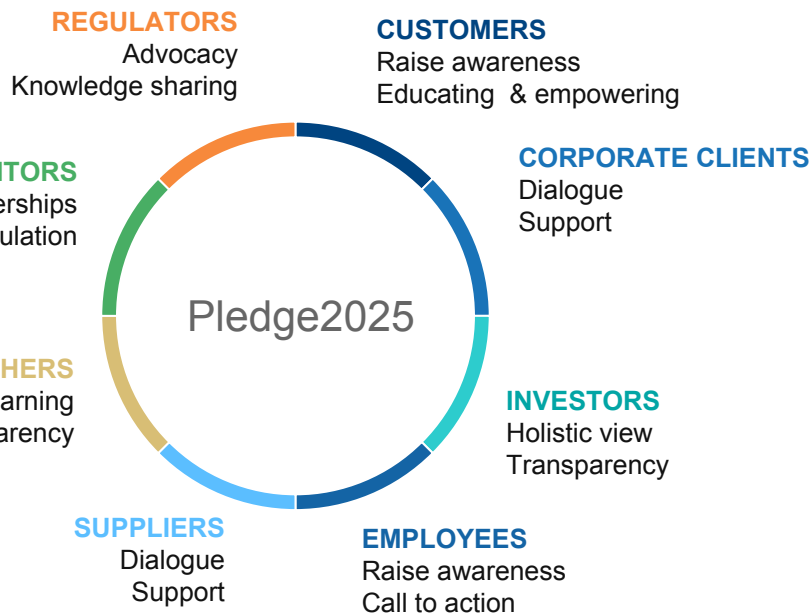 REGULATORS
Advocacy
Knowledge sharing
CUSTOMERS
Raise awareness
Educating & empowering
CORPORATE CLIENTS
Dialogue
Support
INVESTORS
Holistic view
Transparency
EMPLOYEES
Raise awareness
Call to action
SUPPLIERS
Dialogue
Support
HERS
arning
arency
ITORS
erships
ulation
Pledge2025